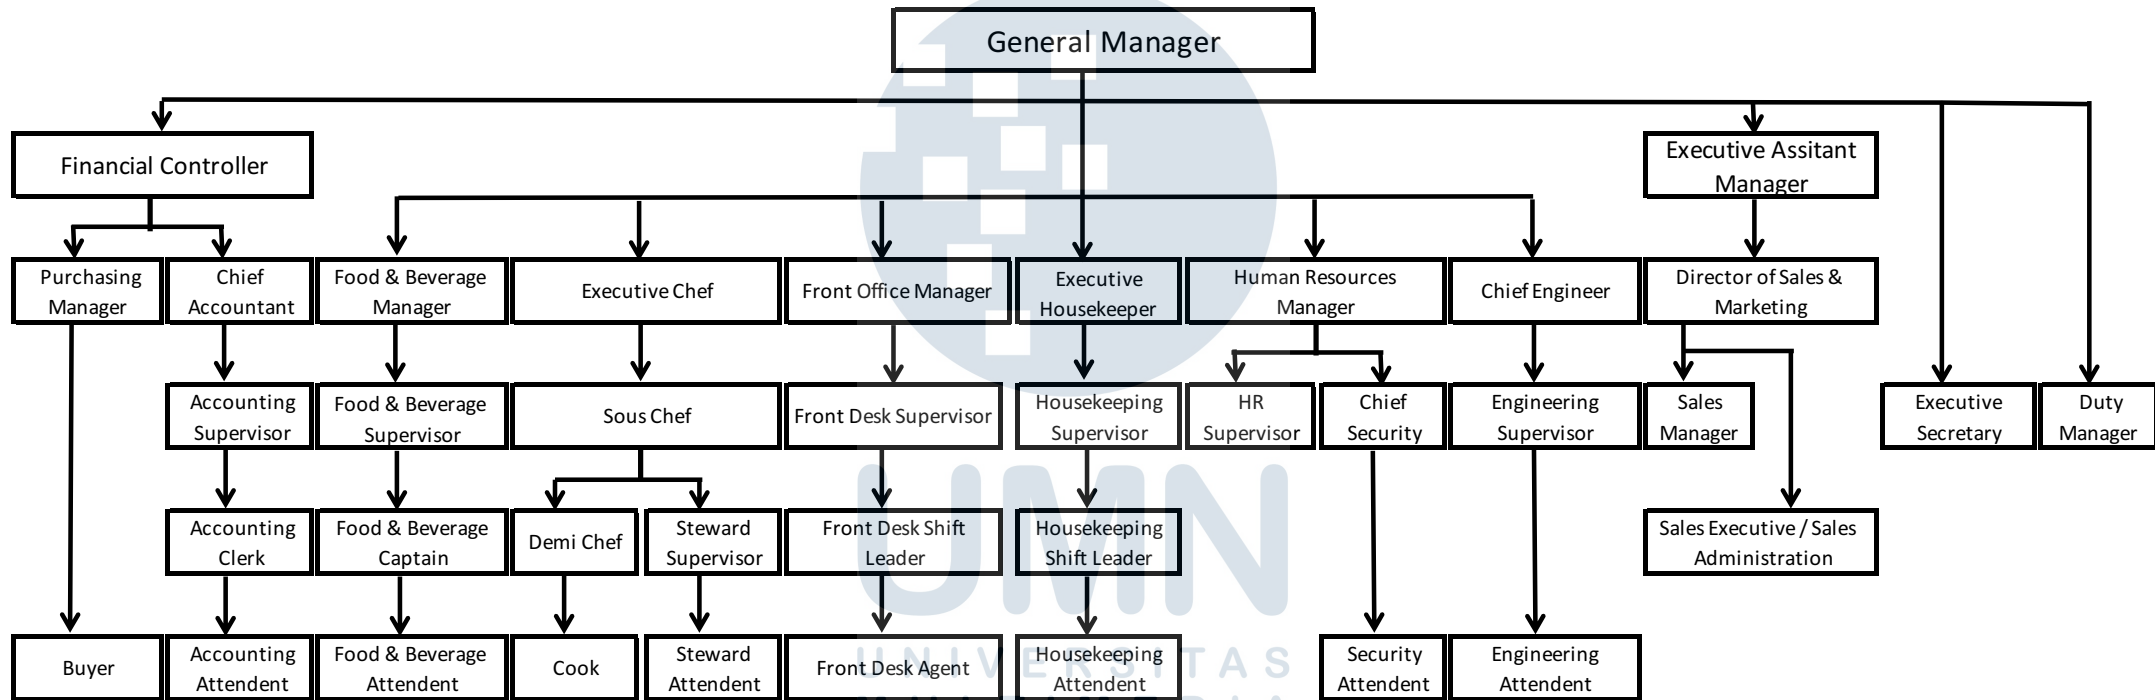 General Manager
Financial Controller
Executive Assitant
Manager
Purchasing
Manager
Chief
Accountant
Food & Beverage
Manager
Executive Chef
Front Office Manager
Executive
Housekeeper
Human Resources
Manager
Chief Engineer
Director of Sales &
Marketing
Accounting
Supervisor
Food & Beverage
Supervisor
Sous Chef
Front Desk Supervisor
Housekeeping
Supervisor
HR
Supervisor
Chief
Security
Engineering
Supervisor
Sales
Manager
Executive
Secretary
Duty
Manager
Accounting
Clerk
Food & Beverage
Captain
Demi Chef
Steward
Supervisor
Front Desk Shift
Leader
Housekeeping
Shift Leader
Sales Executive / Sales
Administration
Buyer
Accounting
Attendent
Food & Beverage
Attendent
Cook
Steward
Attendent
Front Desk Agent
Housekeeping
Attendent
Security
Attendent
Engineering
Attendent
UMN
UNIVERSITAS